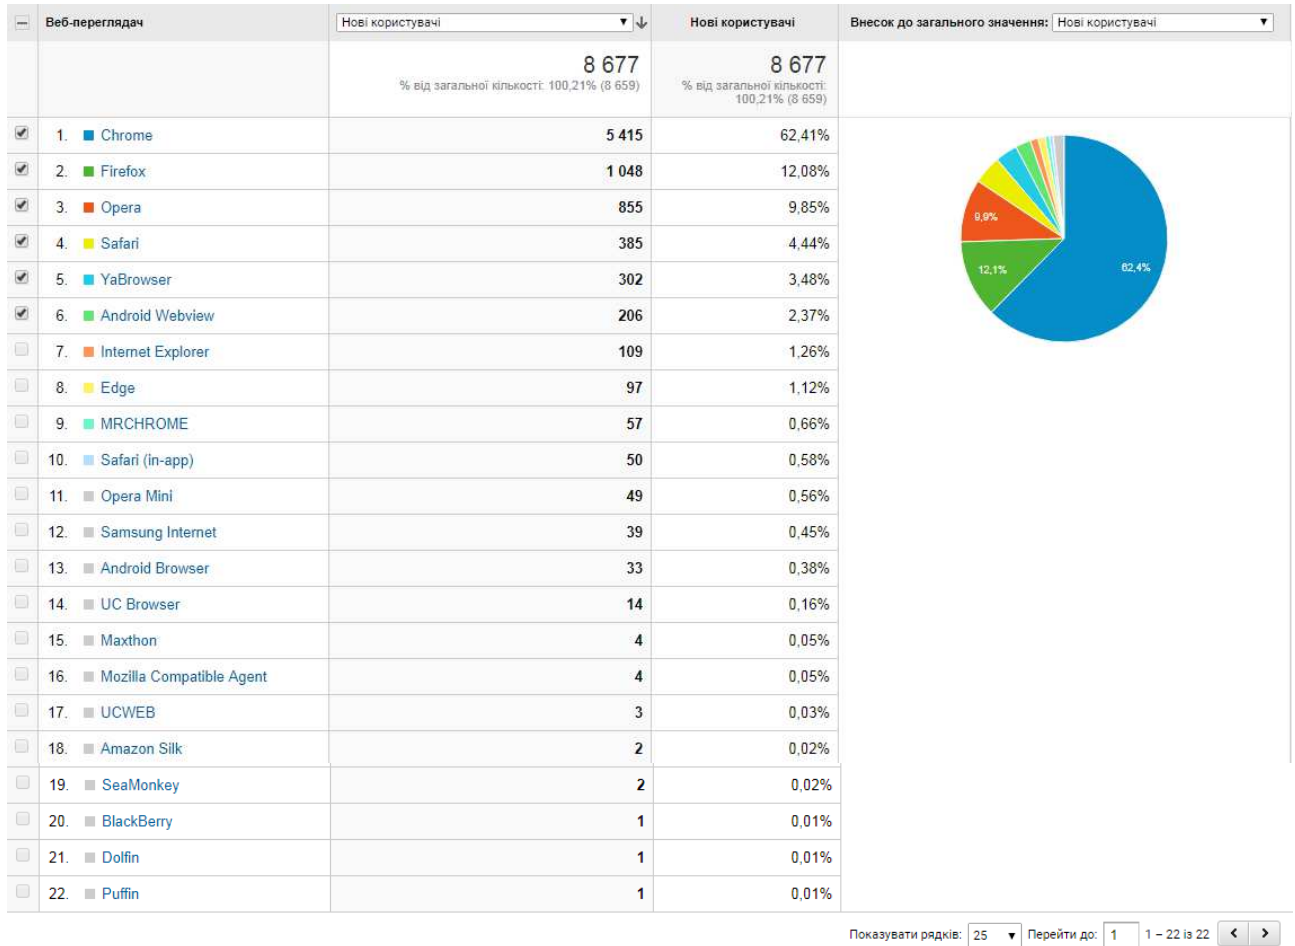 Веб-переглядач Нові користувачі Нові користувачі Внесок до загального значення: Нові користувачі
8 677 8 677
% від загальної кількості: 100,21% (8 659) % від загальної кількості:
100,21% (8 659)
1. Chrome 5 415 62,41%
2. Firefox 1 048 12,08%
3. Opera 855 9,85%
4. Safari 385 4,44%
5. YaBrowser 302 3,48%
6. Android Webview 206 2,37%
7. Internet Explorer 109 1,26%
8. Edge 97 1,12%
9. MRCHROME 57 0,66%
10. Safari (in-app) 50 0,58%
11. Opera Mini 49 0,56%
12. Samsung Internet 39 0,45%
13. Android Browser 33 0,38%
14. UC Browser 14 0,16%
15. Maxthon 4 0,05%
16. Mozilla Compatible Agent 4 0,05%
17. UCWEB 3 0,03%
18. Amazon Silk 2 0,02%
19. SeaMonkey 2 0,02%
20. BlackBerry 1 0,01%
21. Dolfin 1 0,01%
22. Puffin 1 0,01%
9,9%
12,1%
62,4%
Показувати рядків: 25 Перейти до: 1 1 – 22 із 22